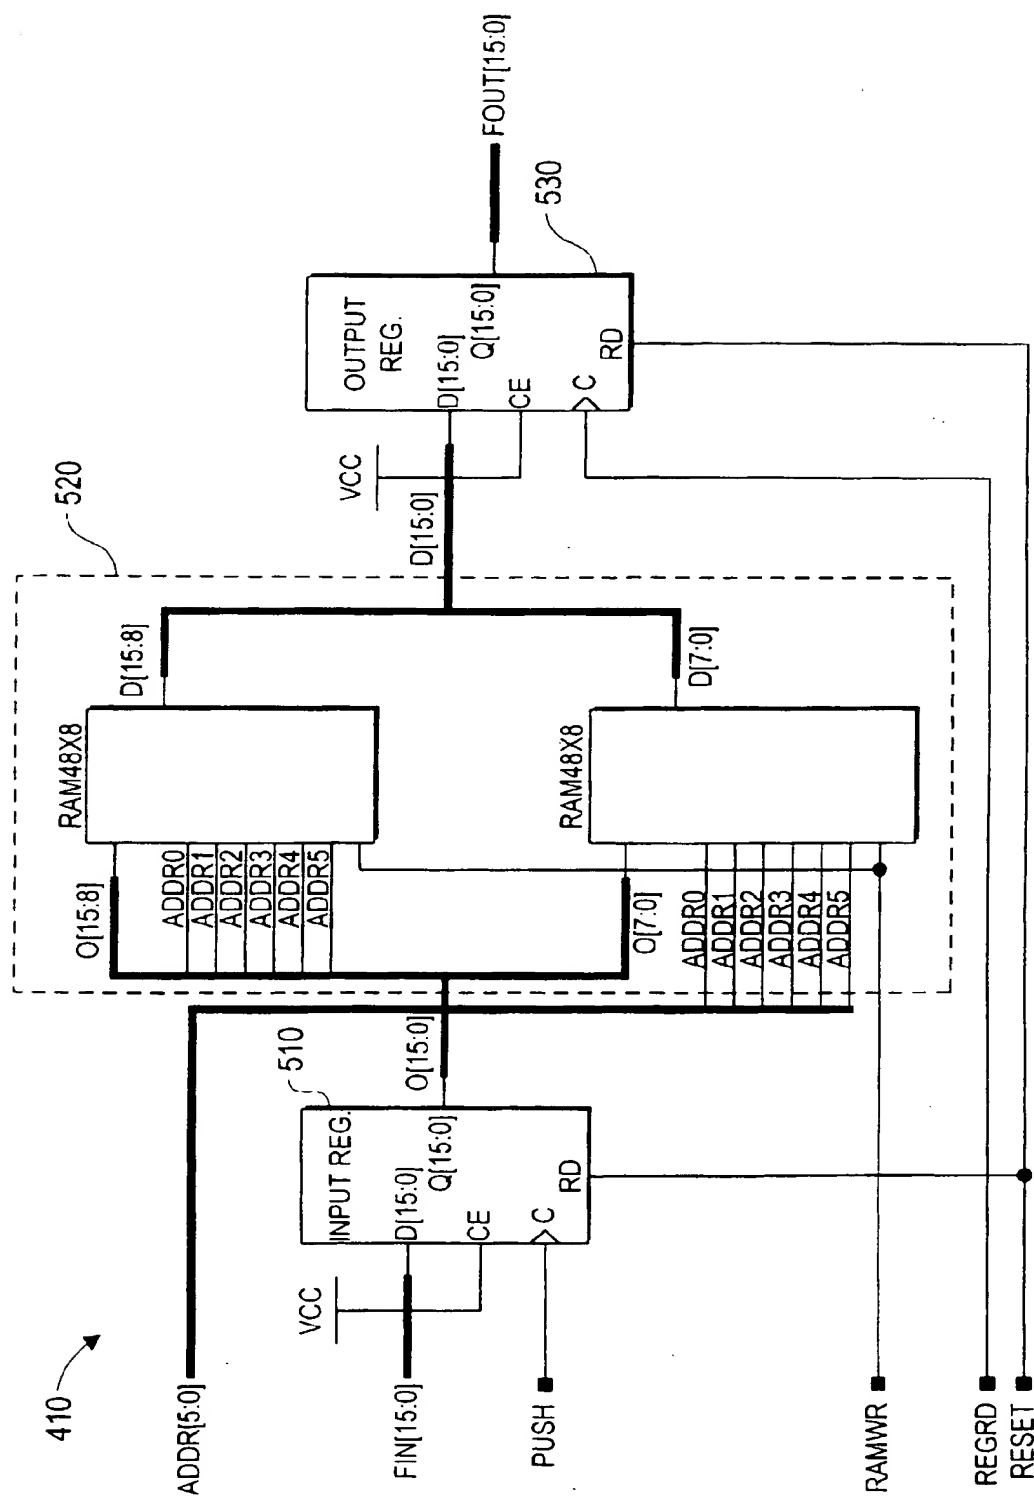 410
ADDR[5:0]
FIN[15:0]
PUSH
RAMWR
REGRD
RESET
VCC
INPUT REG.
D[15:0]
Q[15:0]
CE
C
RD
510
O[15:0]
520
O[15:8]
ADDR0
ADDR1
ADDR2
ADDR3
ADDR4
ADDR5
RAM48X8
D[15:8]
O[7:0]
ADDR0
ADDR1
ADDR2
ADDR3
ADDR4
ADDR5
RAM48X8
D[7:0]
D[15:0]
VCC
OUTPUT
REG.
D[15:0]
Q[15:0]
CE
C
RD
530
FOUT[15:0]